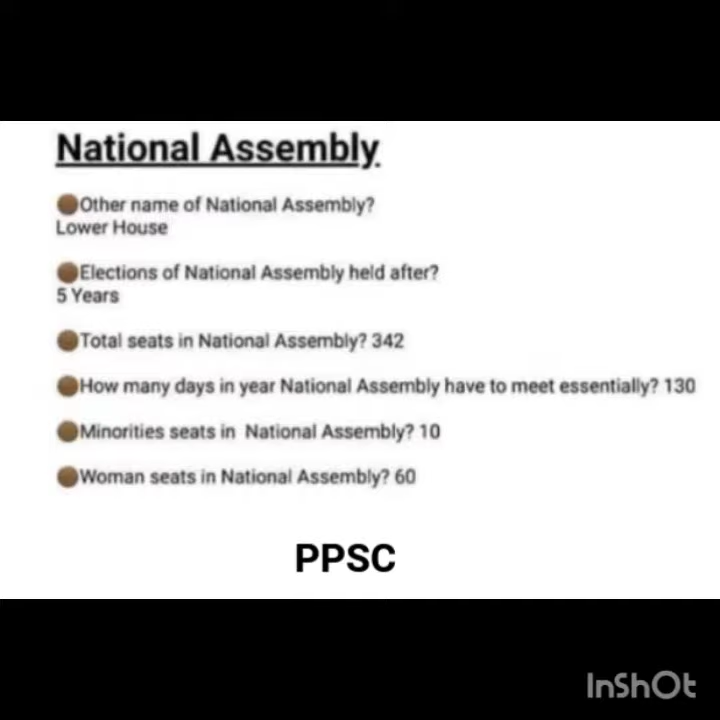 National Assembly
Other name of National Assembly?
Lower House
Elections of National Assembly held after?
5 Years
Total seats in National Assembly? 342
How many days in year National Assembly have to meet essentially? 130
Minorities seats in National Assembly? 10
Woman seats in National Assembly? 60
PPSC
InShOt